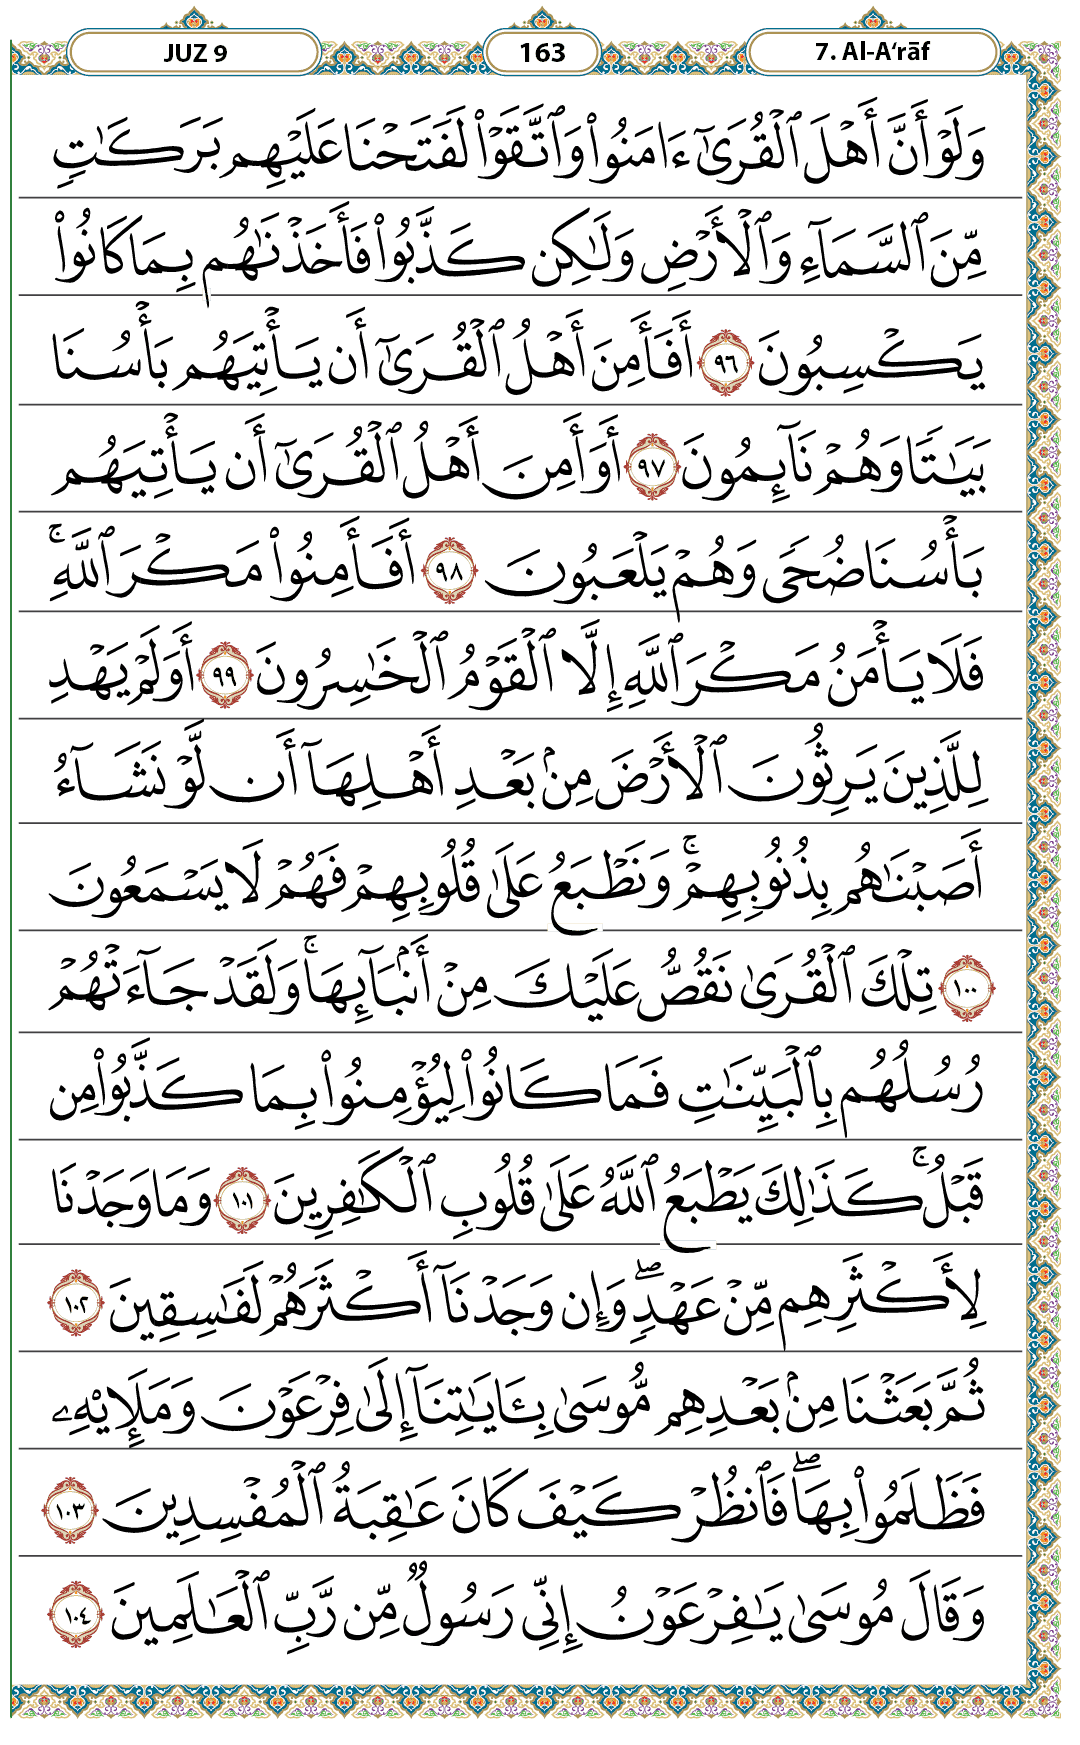 JUZ 9
163
7. Al-A‘rāf
وَلَوْ أَنَّ أَهْلَ ٱلْقُرَىٰٓ ءَامَنُوا۟ وَٱتَّقَوْا۟ لَفَتَحْنَا عَلَيْهِم بَرَكَـٰتٍ
مِّنَ ٱلسَّمَآءِ وَٱلْأَرْضِ وَلَـٰكِن كَذَّبُوا۟ فَأَخَذْنَـٰهُم بِمَا كَانُوا۟
يَكْسِبُونَ ٩٦ أَفَأَمِنَ أَهْلُ ٱلْقُرَىٰٓ أَن يَأْتِيَهُم بَأْسُنَا
بَيَـٰتًا وَهُمْ نَآئِمُونَ ٩٧ أَوَأَمِنَ أَهْلُ ٱلْقُرَىٰٓ أَن يَأْتِيَهُم
بَأْسُنَا ضُحًى وَهُمْ يَلْعَبُونَ ٩٨ أَفَأَمِنُوا۟ مَكْرَ ٱللَّهِ ۚ
فَلَا يَأْمَنُ مَكْرَ ٱللَّهِ إِلَّا ٱلْقَوْمُ ٱلْخَـٰسِرُونَ ٩٩ أَوَلَمْ يَهْدِ
لِلَّذِينَ يَرِثُونَ ٱلْأَرْضَ مِنۢ بَعْدِ أَهْلِهَآ أَن لَّوْ نَشَآءُ
أَصَبْنَـٰهُم بِذُنُوبِهِمْ ۚ وَنَطْبَعُ عَلَىٰ قُلُوبِهِمْ فَهُمْ لَا يَسْمَعُونَ
١٠٠ تِلْكَ ٱلْقُرَىٰ نَقُصُّ عَلَيْكَ مِنْ أَنۢبَآئِهَا ۚ وَلَقَدْ جَآءَتْهُمْ
رُسُلُهُم بِٱلْبَيِّنَـٰتِ فَمَا كَانُوا۟ لِيُؤْمِنُوا۟ بِمَا كَذَّبُوا۟ مِن
قَبْلُ ۚ كَذَٰلِكَ يَطْبَعُ ٱللَّهُ عَلَىٰ قُلُوبِ ٱلْكَـٰفِرِينَ ١٠١ وَمَا وَجَدْنَا
لِأَكْثَرِهِم مِّنْ عَهْدٍ ۖ وَإِن وَجَدْنَآ أَكْثَرَهُمْ لَفَـٰسِقِينَ ١٠٢
ثُمَّ بَعَثْنَا مِنۢ بَعْدِهِم مُّوسَىٰ بِـَٔايَـٰتِنَآ إِلَىٰ فِرْعَوْنَ وَمَلَإِيْهِۦ
فَظَلَمُوا۟ بِهَا ۖ فَٱنظُرْ كَيْفَ كَانَ عَـٰقِبَةُ ٱلْمُفْسِدِينَ ١٠٣
وَقَالَ مُوسَىٰ يَـٰفِرْعَوْنُ إِنِّى رَسُولٌ مِّن رَّبِّ ٱلْعَـٰلَمِينَ ١٠٤